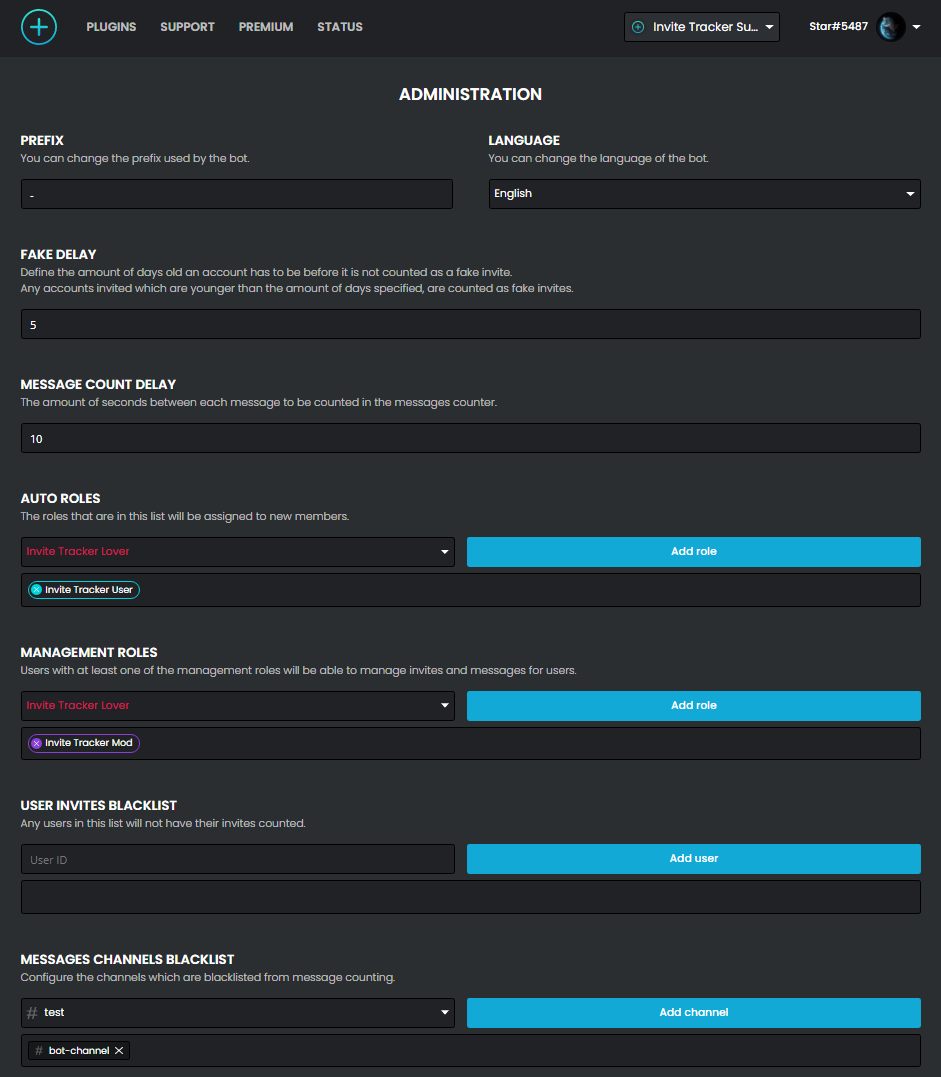 PLUGINS SUPPORT PREMIUM STATUS Invite Tracker Su... Star#5487
ADMINISTRATION
PREFIX
You can change the prefix used by the bot.
-
LANGUAGE
You can change the language of the bot.
English
FAKE DELAY
Define the amount of days old an account has to be before it is not counted as a fake invite.
Any accounts invited which are younger than the amount of days specified, are counted as fake invites.
5
MESSAGE COUNT DELAY
The amount of seconds between each message to be counted in the messages counter.
10
AUTO ROLES
The roles that are in this list will be assigned to new members.
Invite Tracker Lover Add role
Invite Tracker User
MANAGEMENT ROLES
Users with at least one of the management roles will be able to manage invites and messages for users.
Invite Tracker Lover Add role
Invite Tracker Mod
USER INVITES BLACKLIST
Any users in this list will not have their invites counted.
User ID Add user
MESSAGES CHANNELS BLACKLIST
Configure the channels which are blacklisted from message counting.
# test Add channel
# bot-channel